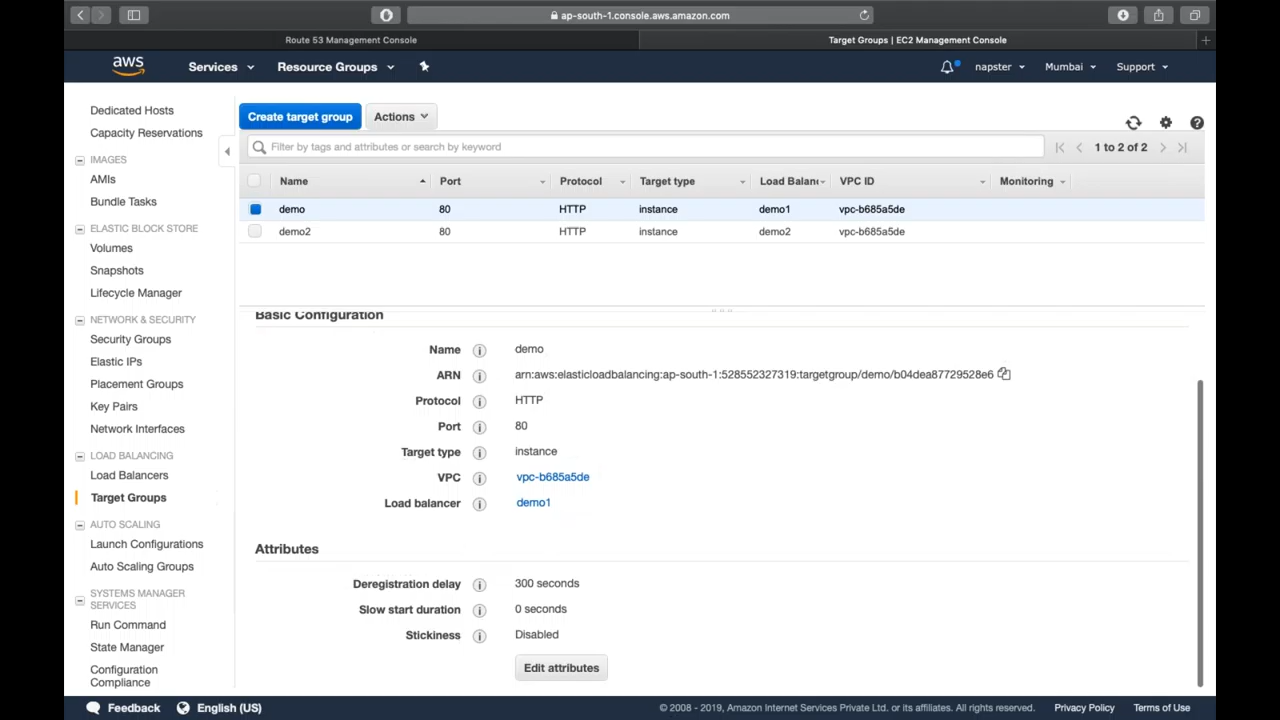 ap-south-1.console.aws.amazon.com
Route 53 Management Console
Target Groups | EC2 Management Console
aws
Services
Resource Groups
napster
Mumbai
Support
Dedicated Hosts
Capacity Reservations
IMAGES
AMIs
Bundle Tasks
ELASTIC BLOCK STORE
Volumes
Snapshots
Lifecycle Manager
NETWORK & SECURITY
Security Groups
Elastic IPs
Placement Groups
Key Pairs
Network Interfaces
LOAD BALANCING
Load Balancers
Target Groups
AUTO SCALING
Launch Configurations
Auto Scaling Groups
SYSTEMS MANAGER
SERVICES
Run Command
State Manager
Configuration
Compliance
Create target group
Actions
Filter by tags and attributes or search by keyword
1 to 2 of 2
Name Port Protocol Target type Load Balan VPC ID Monitoring
demo 80 HTTP instance demo1 vpc-b685a5de
demo2 80 HTTP instance demo2 vpc-b685a5de
Basic Configuration
Name demo
ARN arn:aws:elasticloadbalancing:ap-south-1:528552327319:targetgroup/demo/b04dea87729528e6
Protocol HTTP
Port 80
Target type instance
VPC vpc-b685a5de
Load balancer demo1
Attributes
Deregistration delay 300 seconds
Slow start duration 0 seconds
Stickiness Disabled
Edit attributes
Feedback
English (US)
© 2008 - 2019, Amazon Internet Services Private Ltd. or its affiliates. All rights reserved.
Privacy Policy
Terms of Use